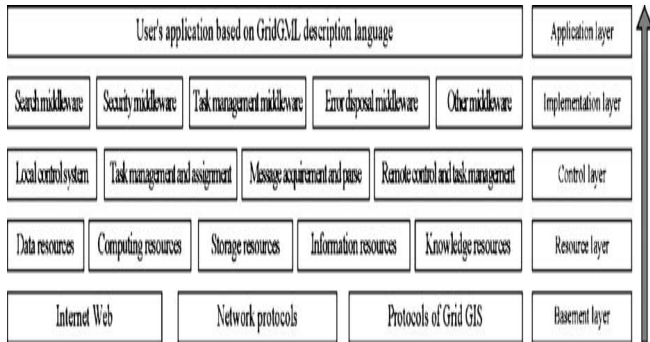 User's application based on GridGML description language
Application layer
Search middleware
Security middleware
Task management middleware
Error disposal middleware
Other middleware
Implementation layer
Local control system
Task management and assignment
Message acquirement and parse
Remote control and task management
Control layer
Data resources
Computing resources
Storage resources
Information resources
Knowledge resources
Resource layer
Internet Web
Network protocols
Protocols of Grid GIS
Basement layer